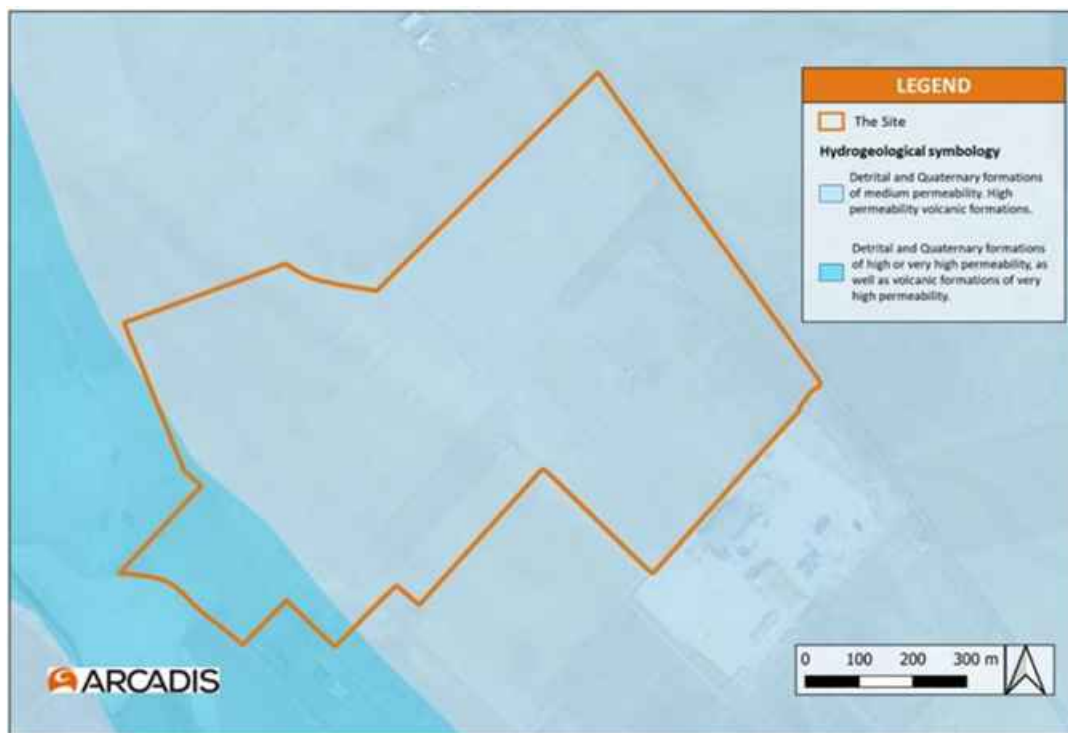 LEGEND
The Site
Hydrogeological symbology
Detrital and Quaternary formations
of medium permeability. High
permeability volcanic formations.
Detrital and Quaternary formations
of high or very high permeability, as
well as volcanic formations of very
high permeability.
ARCADIS
0 100 200 300 m